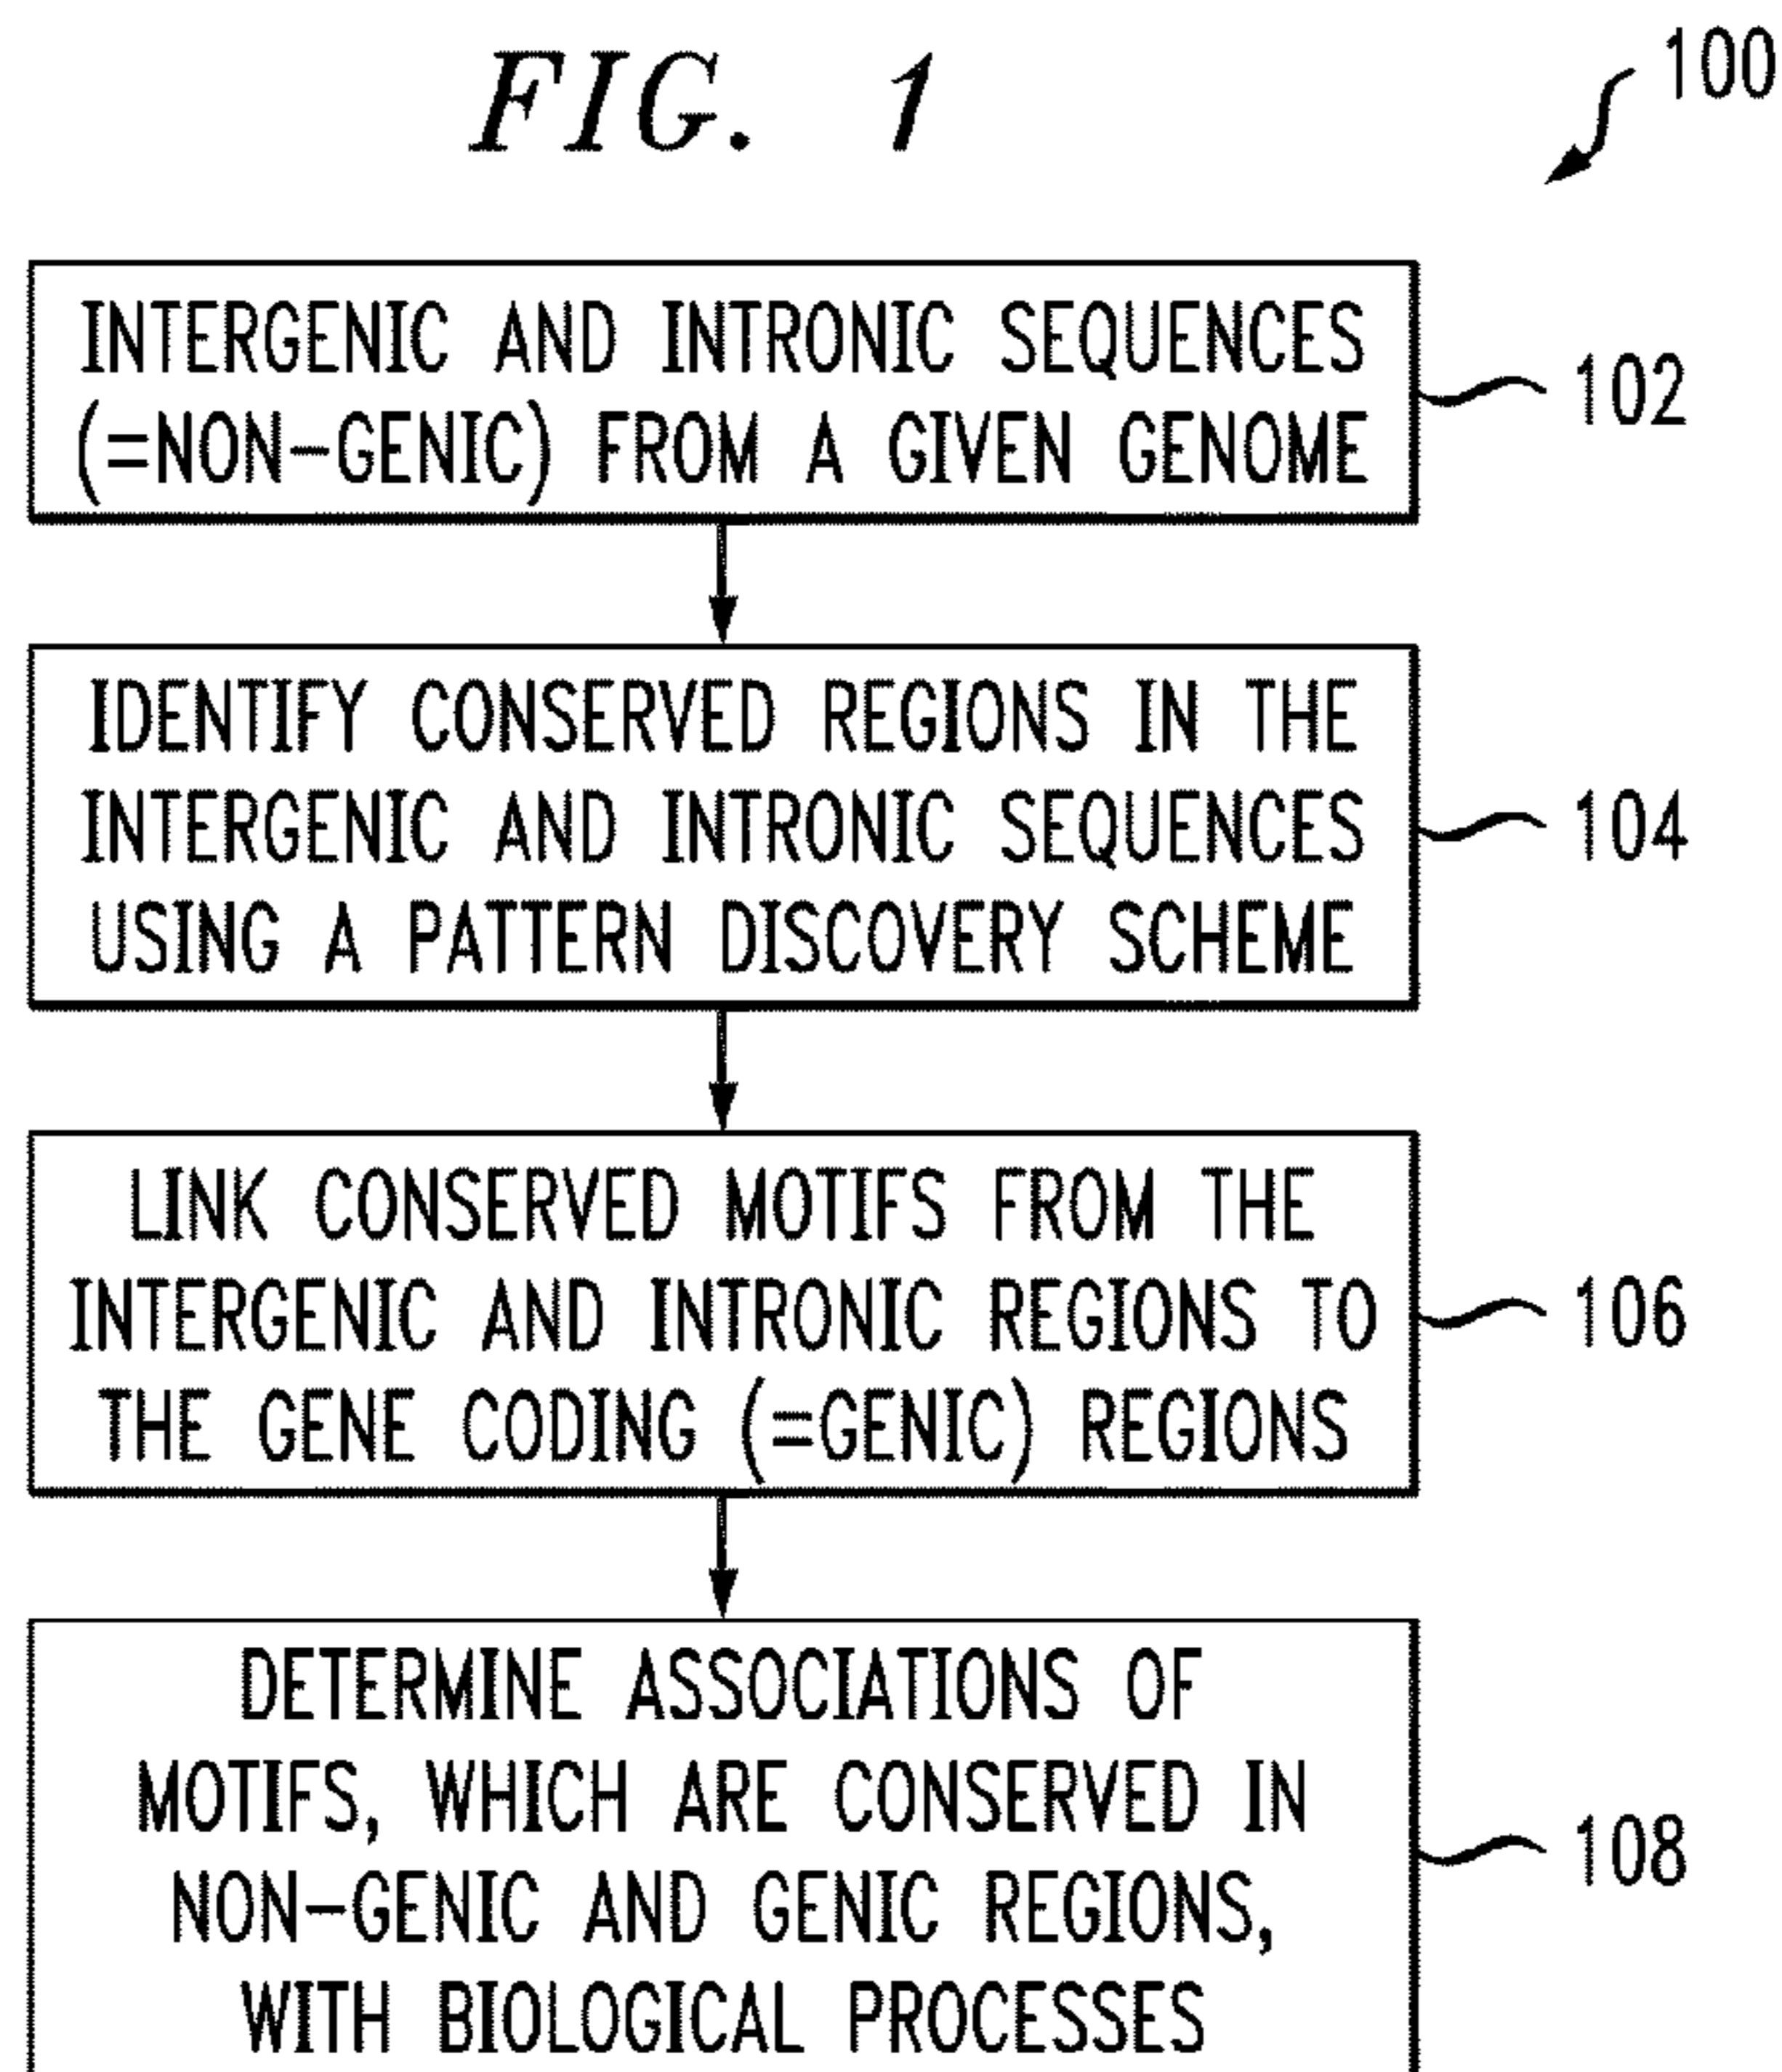 FIG. 1
100
INTERGENIC AND INTRONIC SEQUENCES
(=NON-GENIC) FROM A GIVEN GENOME
102
IDENTIFY CONSERVED REGIONS IN THE
INTERGENIC AND INTRONIC SEQUENCES
USING A PATTERN DISCOVERY SCHEME
104
LINK CONSERVED MOTIFS FROM THE
INTERGENIC AND INTRONIC REGIONS TO
THE GENE CODING (=GENIC) REGIONS
106
DETERMINE ASSOCIATIONS OF
MOTIFS, WHICH ARE CONSERVED IN
NON-GENIC AND GENIC REGIONS,
WITH BIOLOGICAL PROCESSES
108